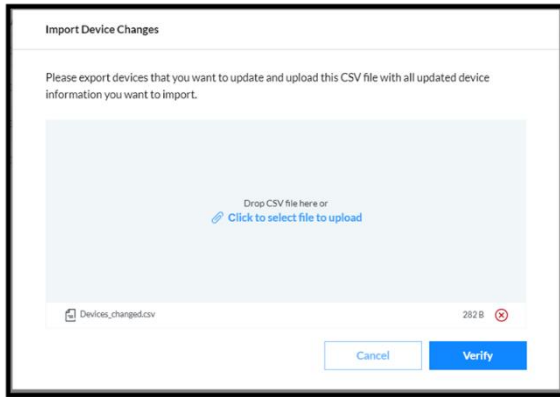 Import Device Changes
Please export devices that you want to update and upload this CSV file with all updated device
information you want to import.
Drop CSV file here or
Click to select file to upload
Devices_changed.csv 282 B
Cancel Verify